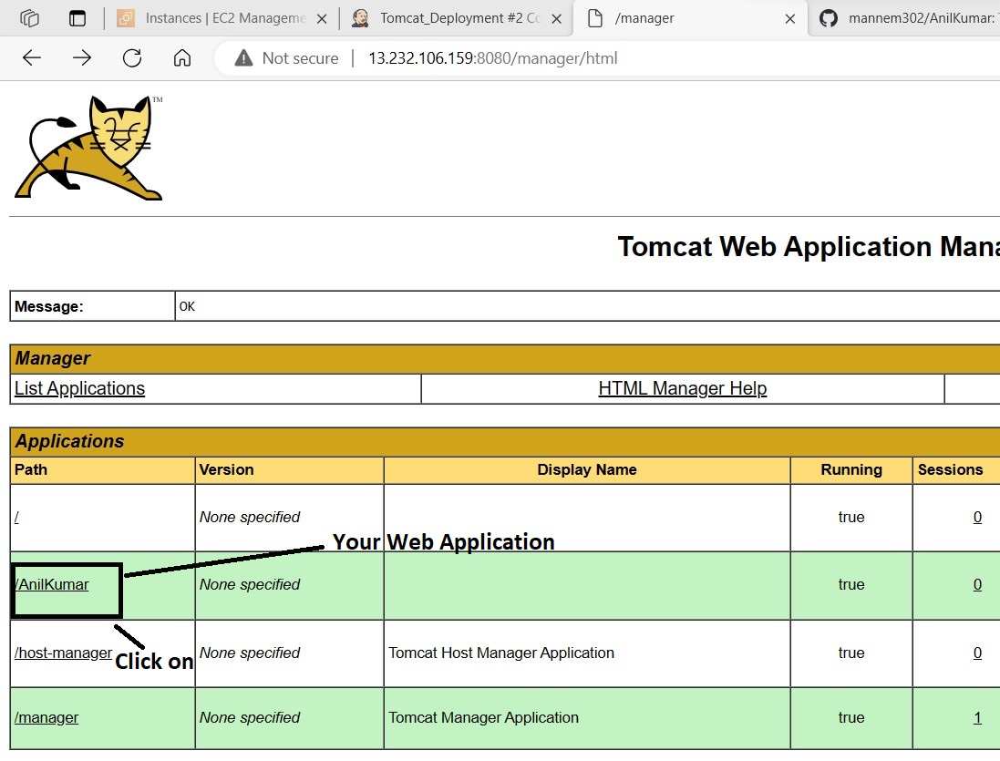 Instances | EC2 Manageme
Tomcat_Deployment #2 Co
/manager
mannem302/AnilKumar:
Not secure | 13.232.106.159:8080/manager/html
TM
Tomcat Web Application Mana
Message: OK
Manager
List Applications HTML Manager Help
Applications
Path Version Display Name Running Sessions
/ None specified true 0
Your Web Application
/AnilKumar None specified true 0
/host-manager None specified Tomcat Host Manager Application true 0
Click on
/manager None specified Tomcat Manager Application true 1